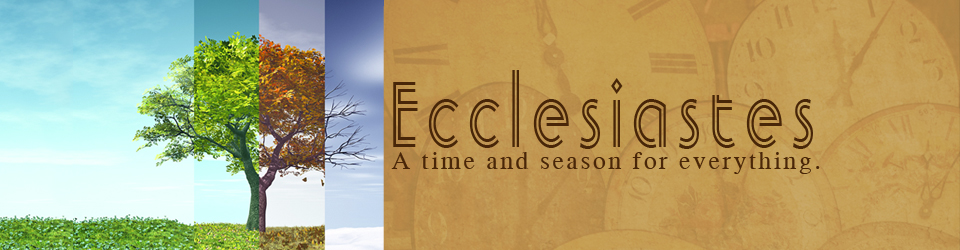 Ecclesiastes
A time and season for everything.